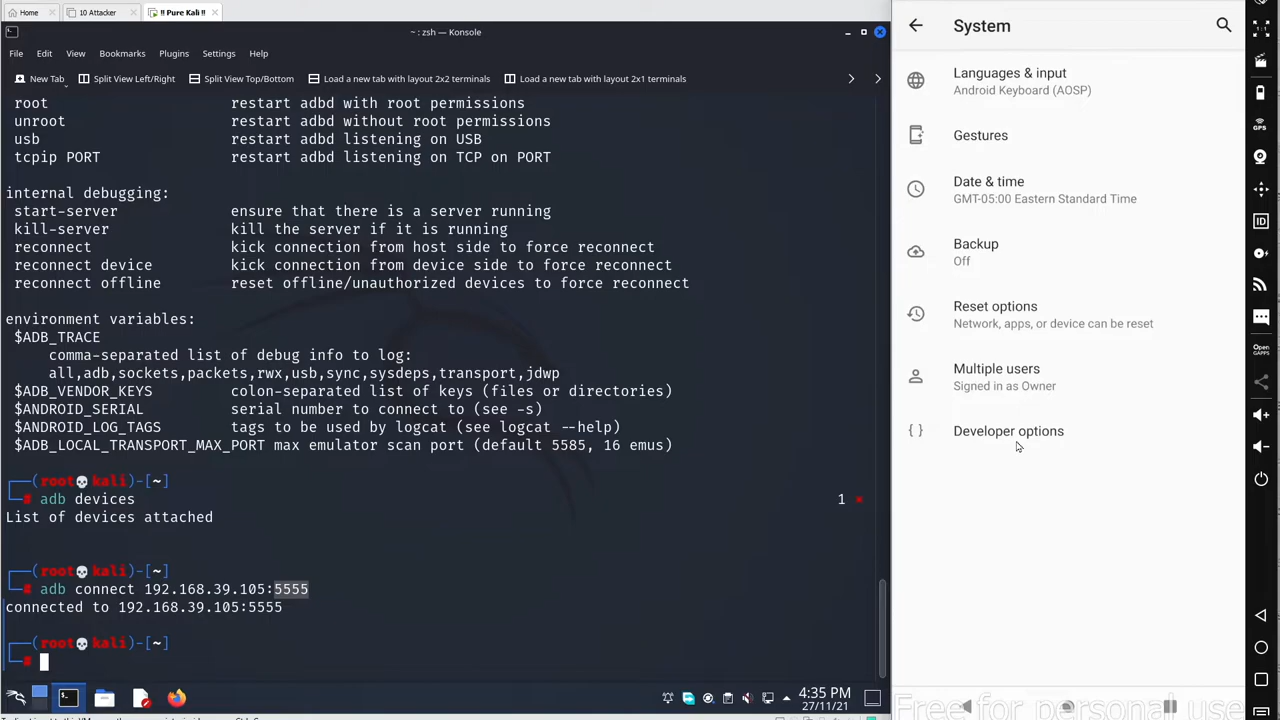 Home
10 Attacker
!! Pure Kali !!
~ : zsh — Konsole
File Edit View Bookmarks Plugins Settings Help
New Tab Split View Left/Right Split View Top/Bottom Load a new tab with layout 2x2 terminals Load a new tab with layout 2x1 terminals
root restart adbd with root permissions
unroot restart adbd without root permissions
usb restart adbd listening on USB
tcpip PORT restart adbd listening on TCP on PORT
internal debugging:
start-server ensure that there is a server running
kill-server kill the server if it is running
reconnect kick connection from host side to force reconnect
reconnect device kick connection from device side to force reconnect
reconnect offline reset offline/unauthorized devices to force reconnect
environment variables:
$ADB_TRACE
comma-separated list of debug info to log:
all,adb,sockets,packets,rwx,usb,sync,sysdeps,transport,jdwp
$ADB_VENDOR_KEYS colon-separated list of keys (files or directories)
$ANDROID_SERIAL serial number to connect to (see -s)
$ANDROID_LOG_TAGS tags to be used by logcat (see logcat --help)
$ADB_LOCAL_TRANSPORT_MAX_PORT max emulator scan port (default 5585, 16 emus)
(root💀kali)-[~]
# adb devices 1
List of devices attached
(root💀kali)-[~]
# adb connect 192.168.39.105:5555
connected to 192.168.39.105:5555
(root💀kali)-[~]
#
4:35 PM
27/11/21
System
Languages & input
Android Keyboard (AOSP)
Gestures
Date & time
GMT-05:00 Eastern Standard Time
Backup
Off
Reset options
Network, apps, or device can be reset
Multiple users
Signed in as Owner
{ } Developer options
Free for personal use
1:1
GPS
ID
OPEN
GAPPS